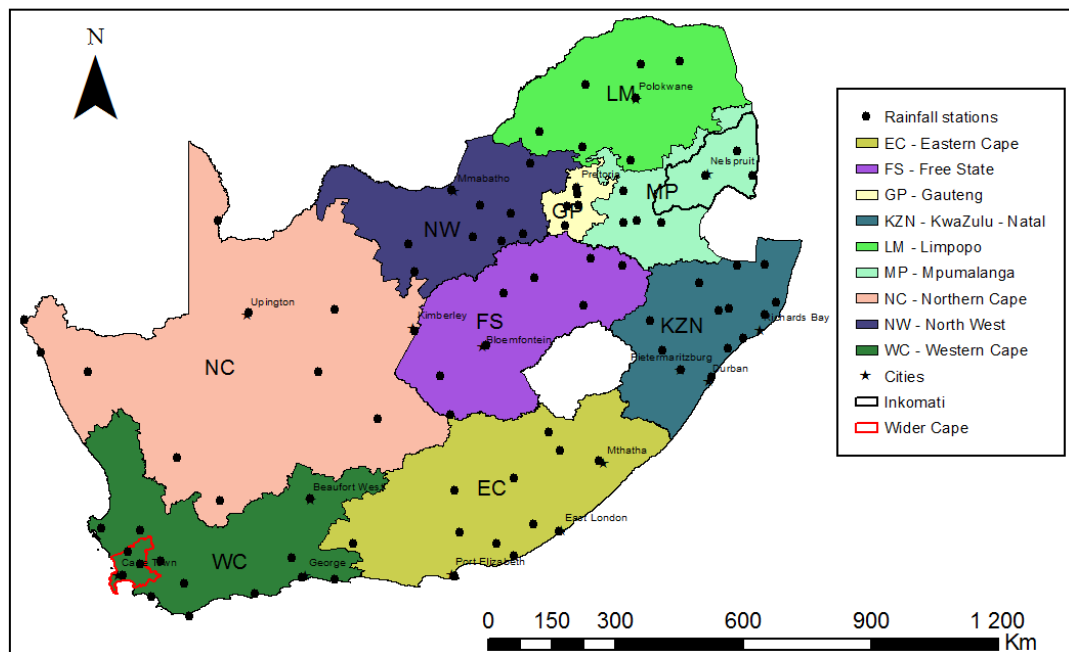 N
LM
Polokwane
Nelspruit
Mmabatho
Pretoria
MP
GP
NW
Upington
Kimberley
FS
Richards Bay
KZN
Bloemfontein
Pietermaritzburg
NC
Durban
Mthatha
Beaufort West
EC
East London
WC
Cape Town
George
Port Elizabeth
Rainfall stations
EC - Eastern Cape
FS - Free State
GP - Gauteng
KZN - KwaZulu - Natal
LM - Limpopo
MP - Mpumalanga
NC - Northern Cape
NW - North West
WC - Western Cape
Cities
Inkomati
Wider Cape
0 150 300 600 900 1 200
Km